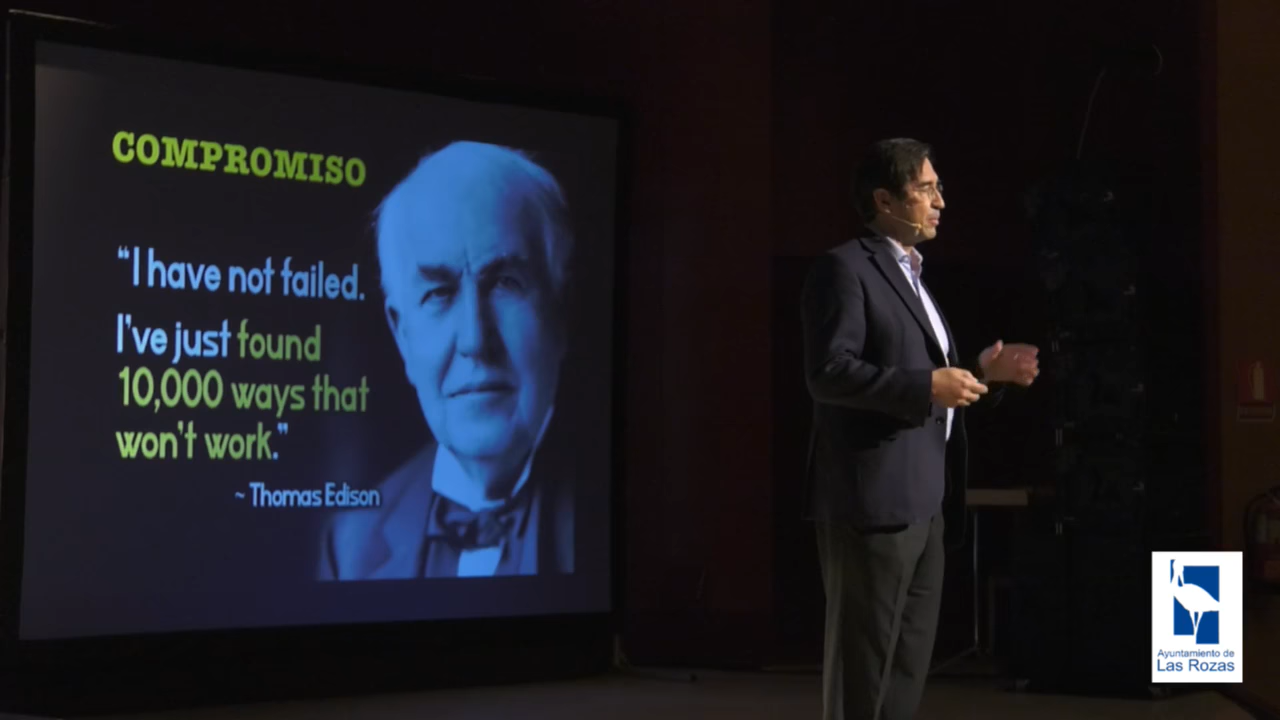 COMPROMISO
“I have not failed.
I've just found
10,000 ways that
won't work.”
~ Thomas Edison
Ayuntamiento de
Las Rozas